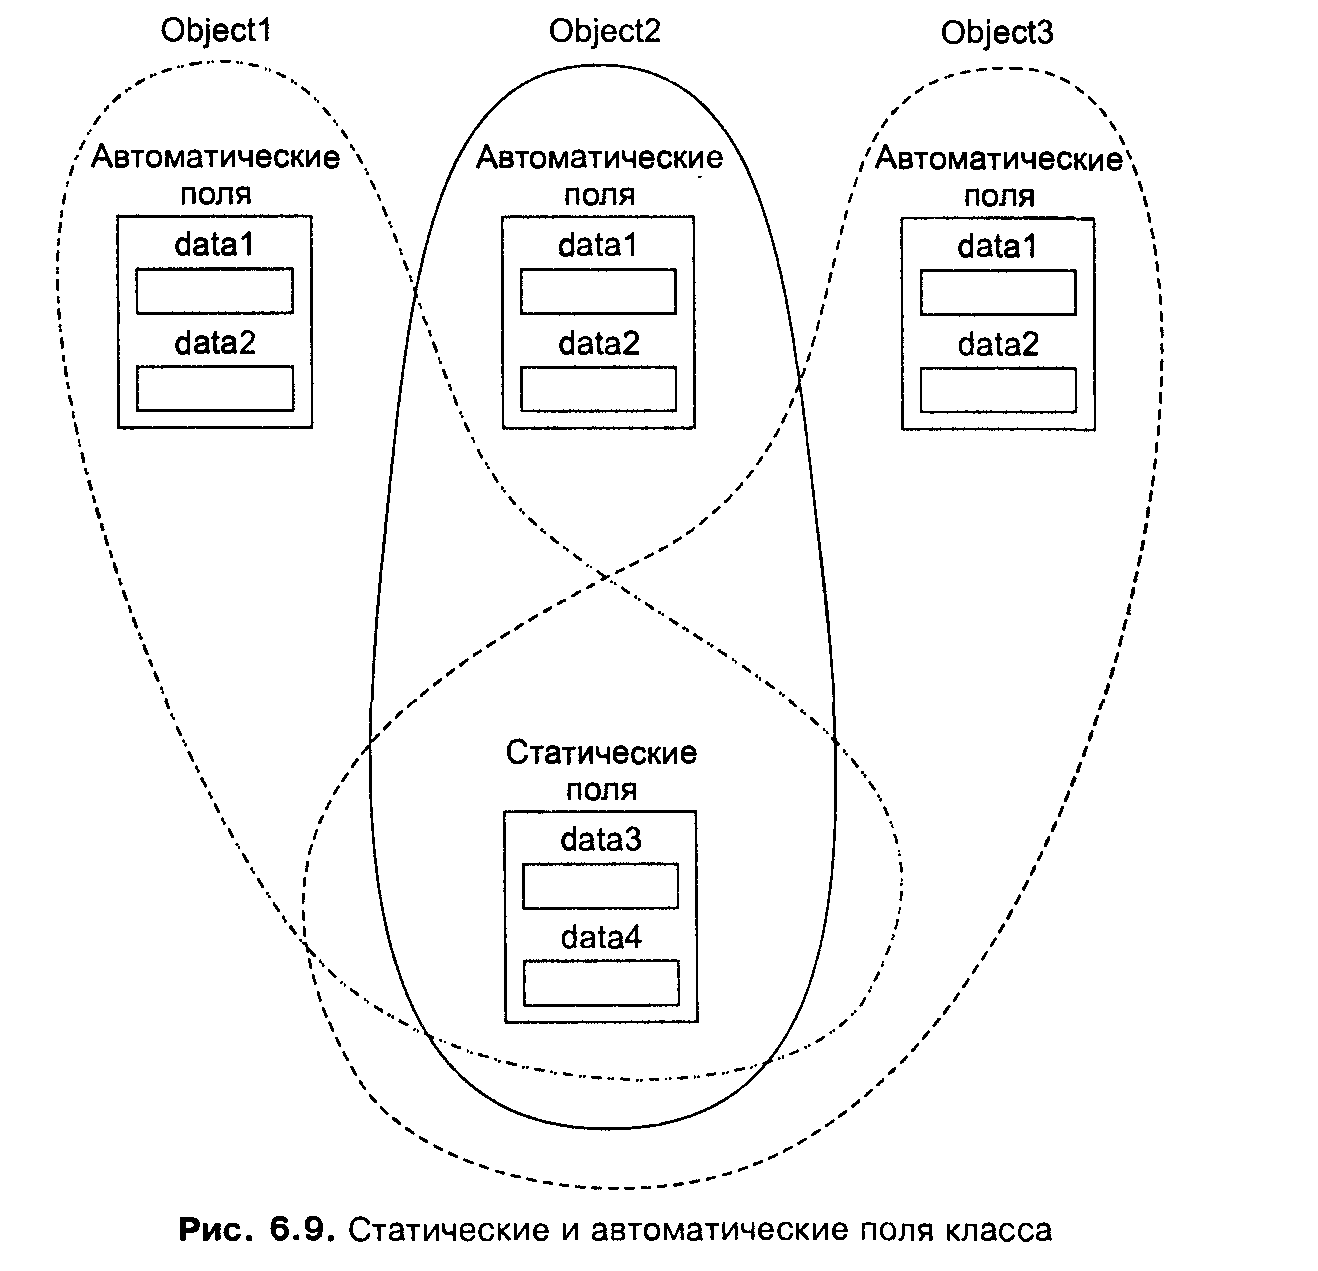 Object1
Object2
Object3
Автоматические
поля
data1
data2
Автоматические
поля
data1
data2
Автоматические
поля
data1
data2
Статические
поля
data3
data4
Рис. 6.9. Статические и автоматические поля класса